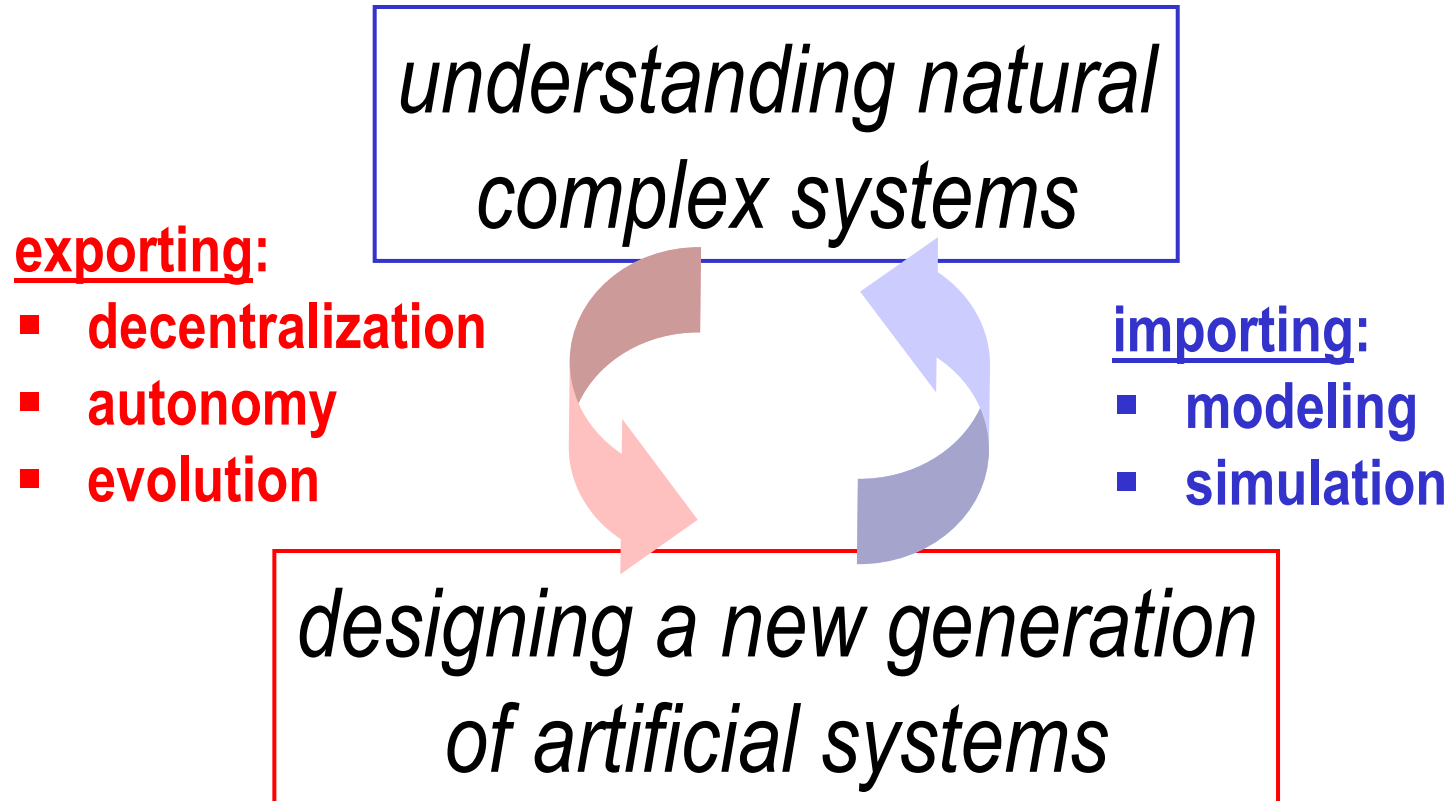 understanding natural
complex systems
exporting:
▪ decentralization
▪ autonomy
▪ evolution
importing:
▪ modeling
▪ simulation
designing a new generation
of artificial systems